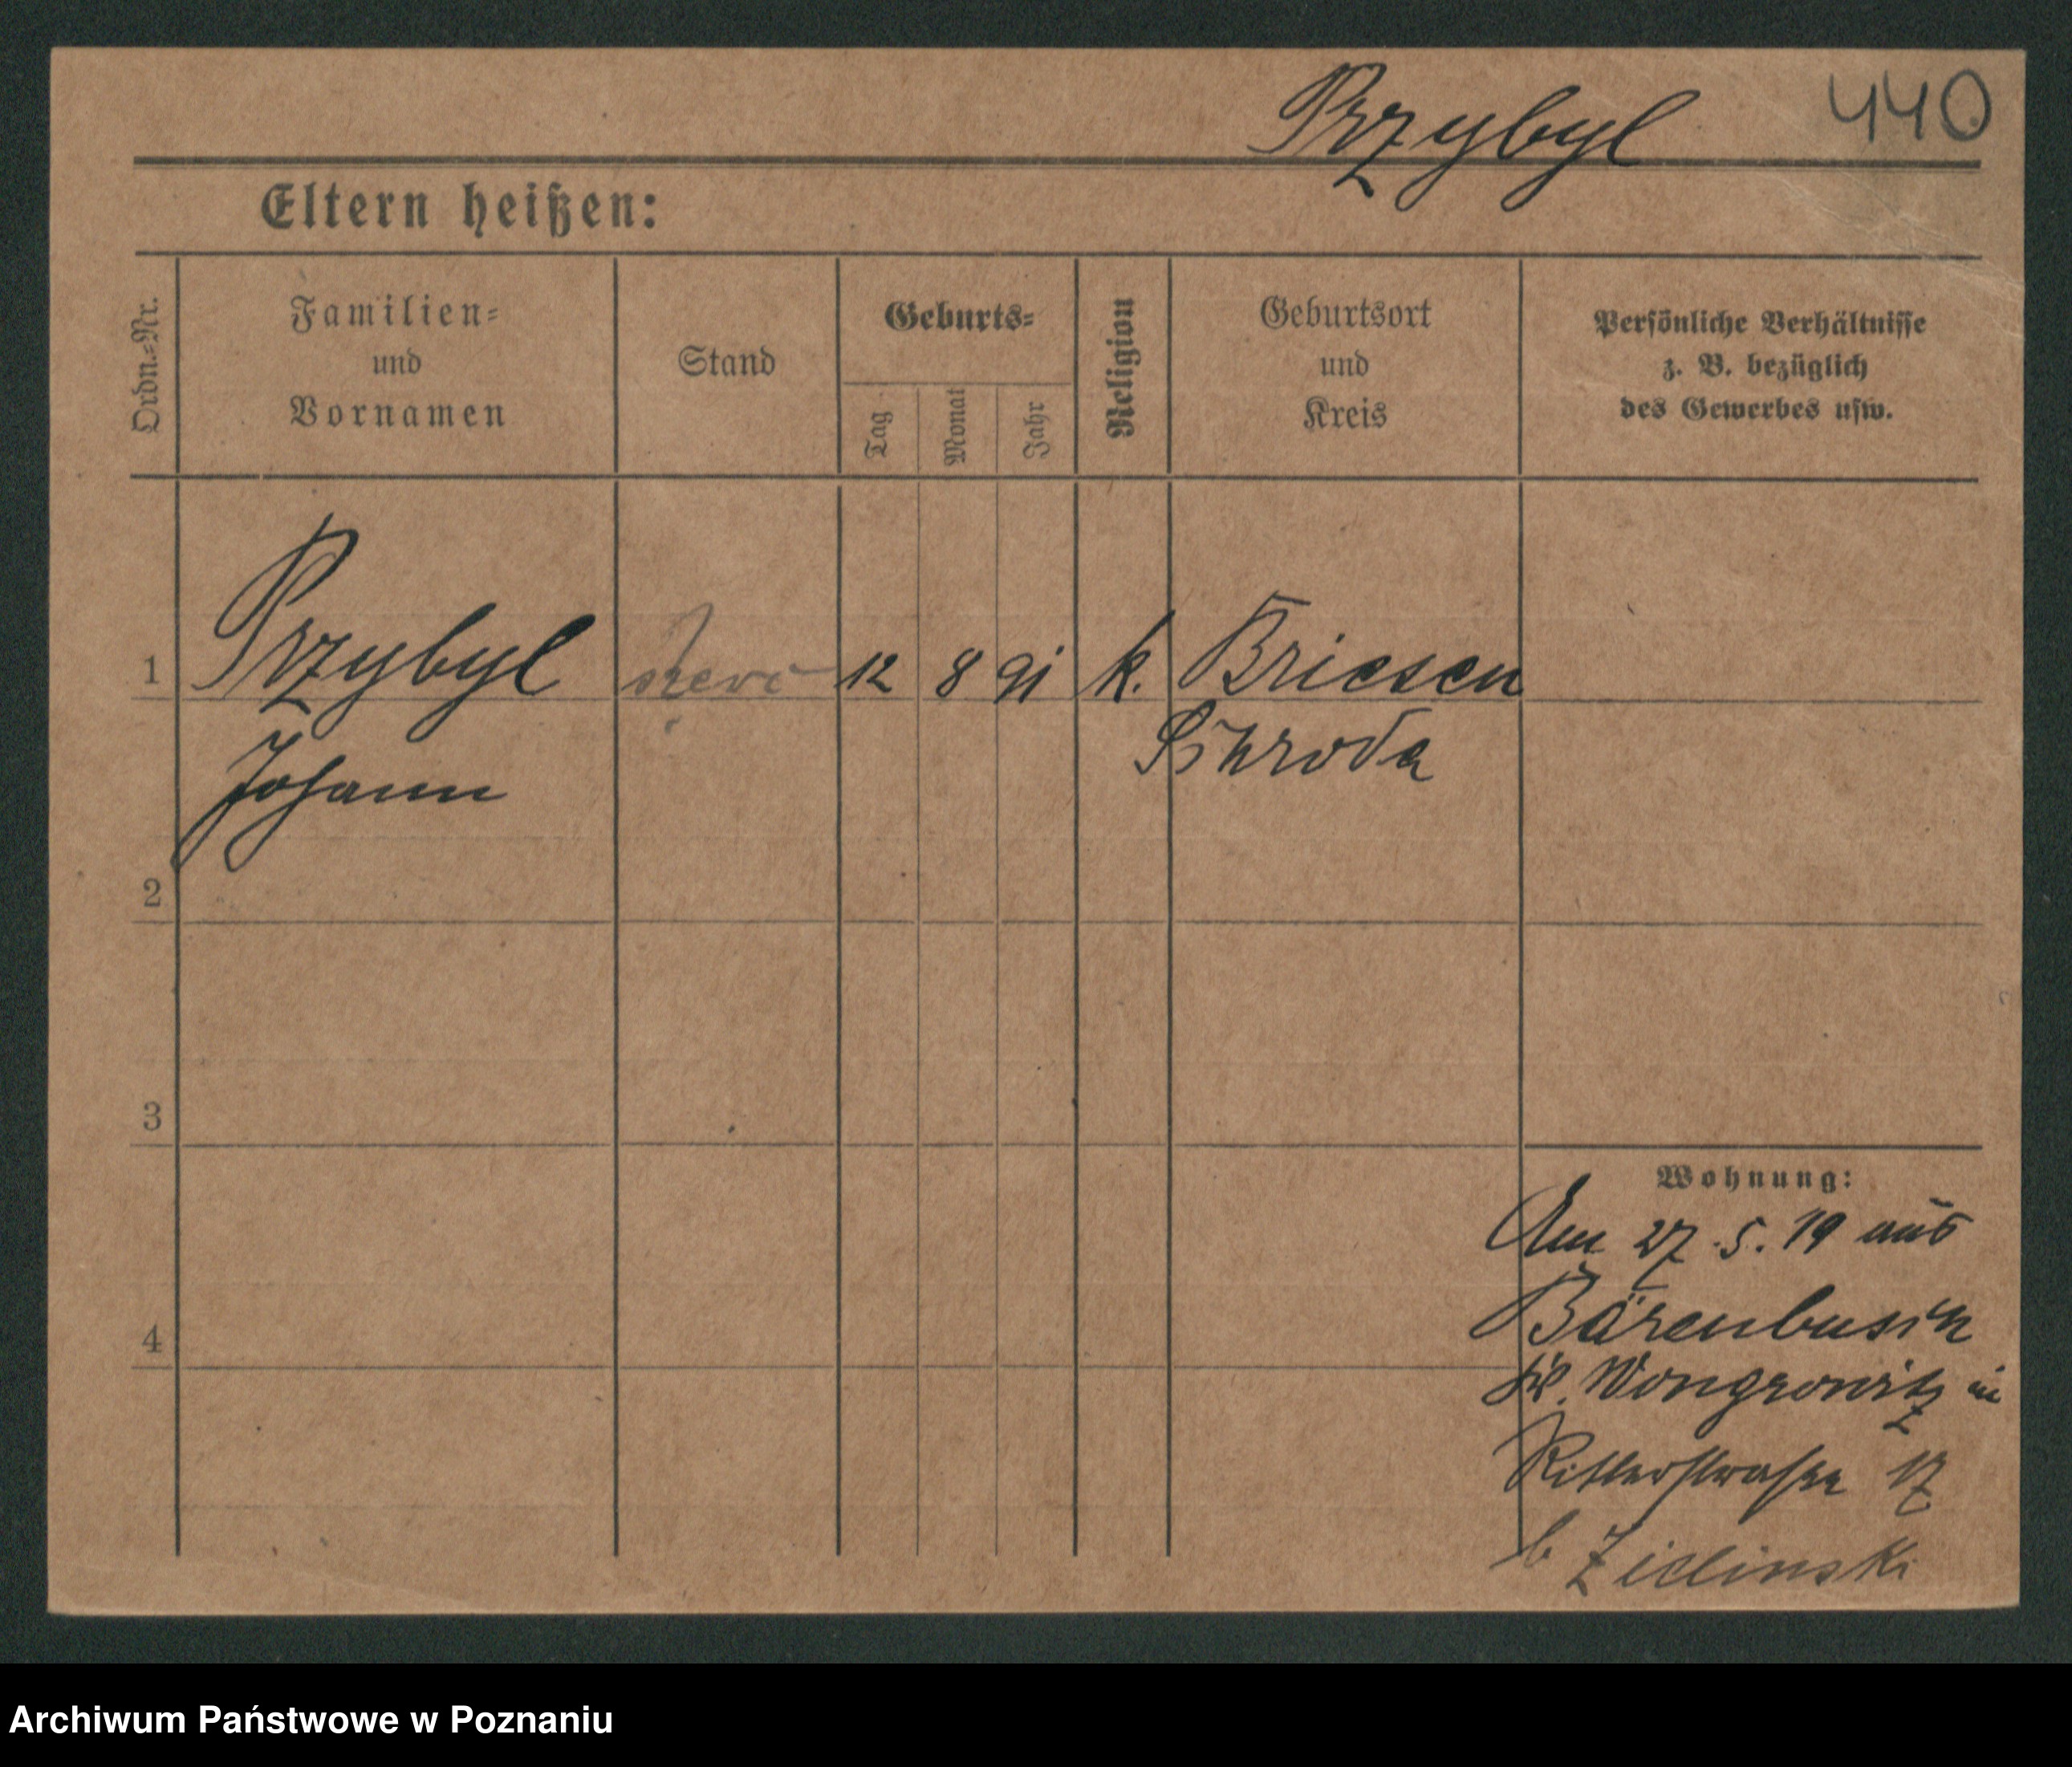 Przybyl 440
Eltern heißen:
Ordn.-Nr.
Familien-
und
Vornamen
Stand
Geburts-
Tag
Monat
Jahr
Religion
Geburtsort
und
Kreis
Persönliche Verhältnisse
z. B. bezüglich
des Gewerbes usw.
1 Przybyl 12 8 91 k. Briesen
Johann Schroda
2
3
4
Wohnung:
Am 27.5.19 aus
Bärenbusch
Kr. Wongrowitz in
Ritterstraße 17
b Zielinski
Archiwum Państwowe w Poznaniu